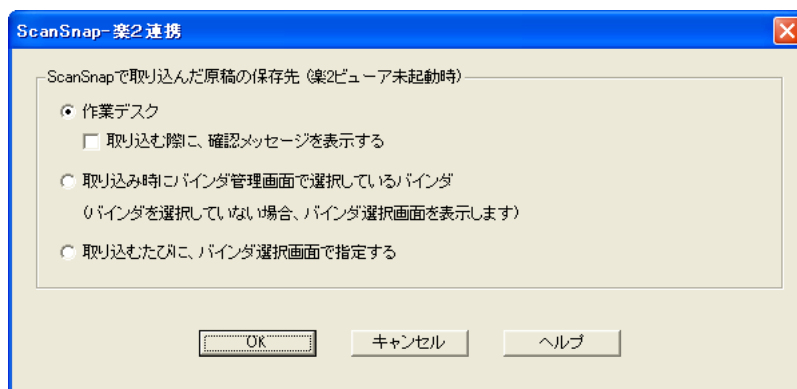 ScanSnap-楽2連携
ScanSnapで取り込んだ原稿の保存先（楽2ビューア未起動時）
作業デスク
取り込む際に、確認メッセージを表示する
取り込み時にバインダ管理画面で選択しているバインダ
（バインダを選択していない場合、バインダ選択画面を表示します）
取り込むたびに、バインダ選択画面で指定する
OK キャンセル ヘルプ